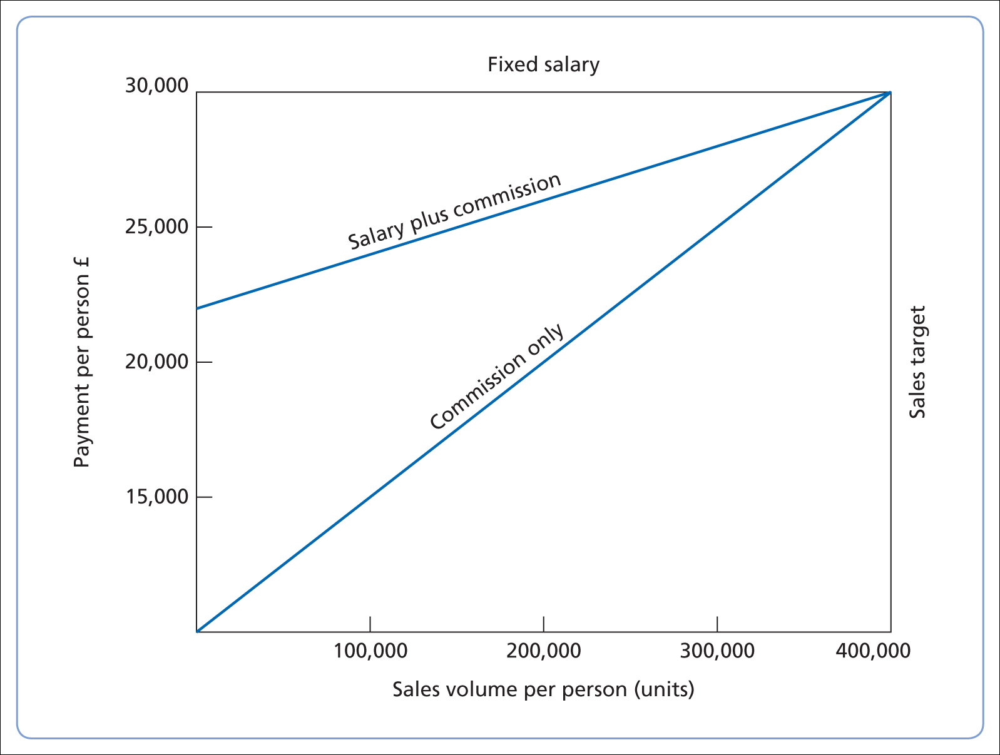 Fixed salary
30,000
25,000
20,000
15,000
Payment per person £
Salary plus commission
Commission only
Sales target
100,000
200,000
300,000
400,000
Sales volume per person (units)